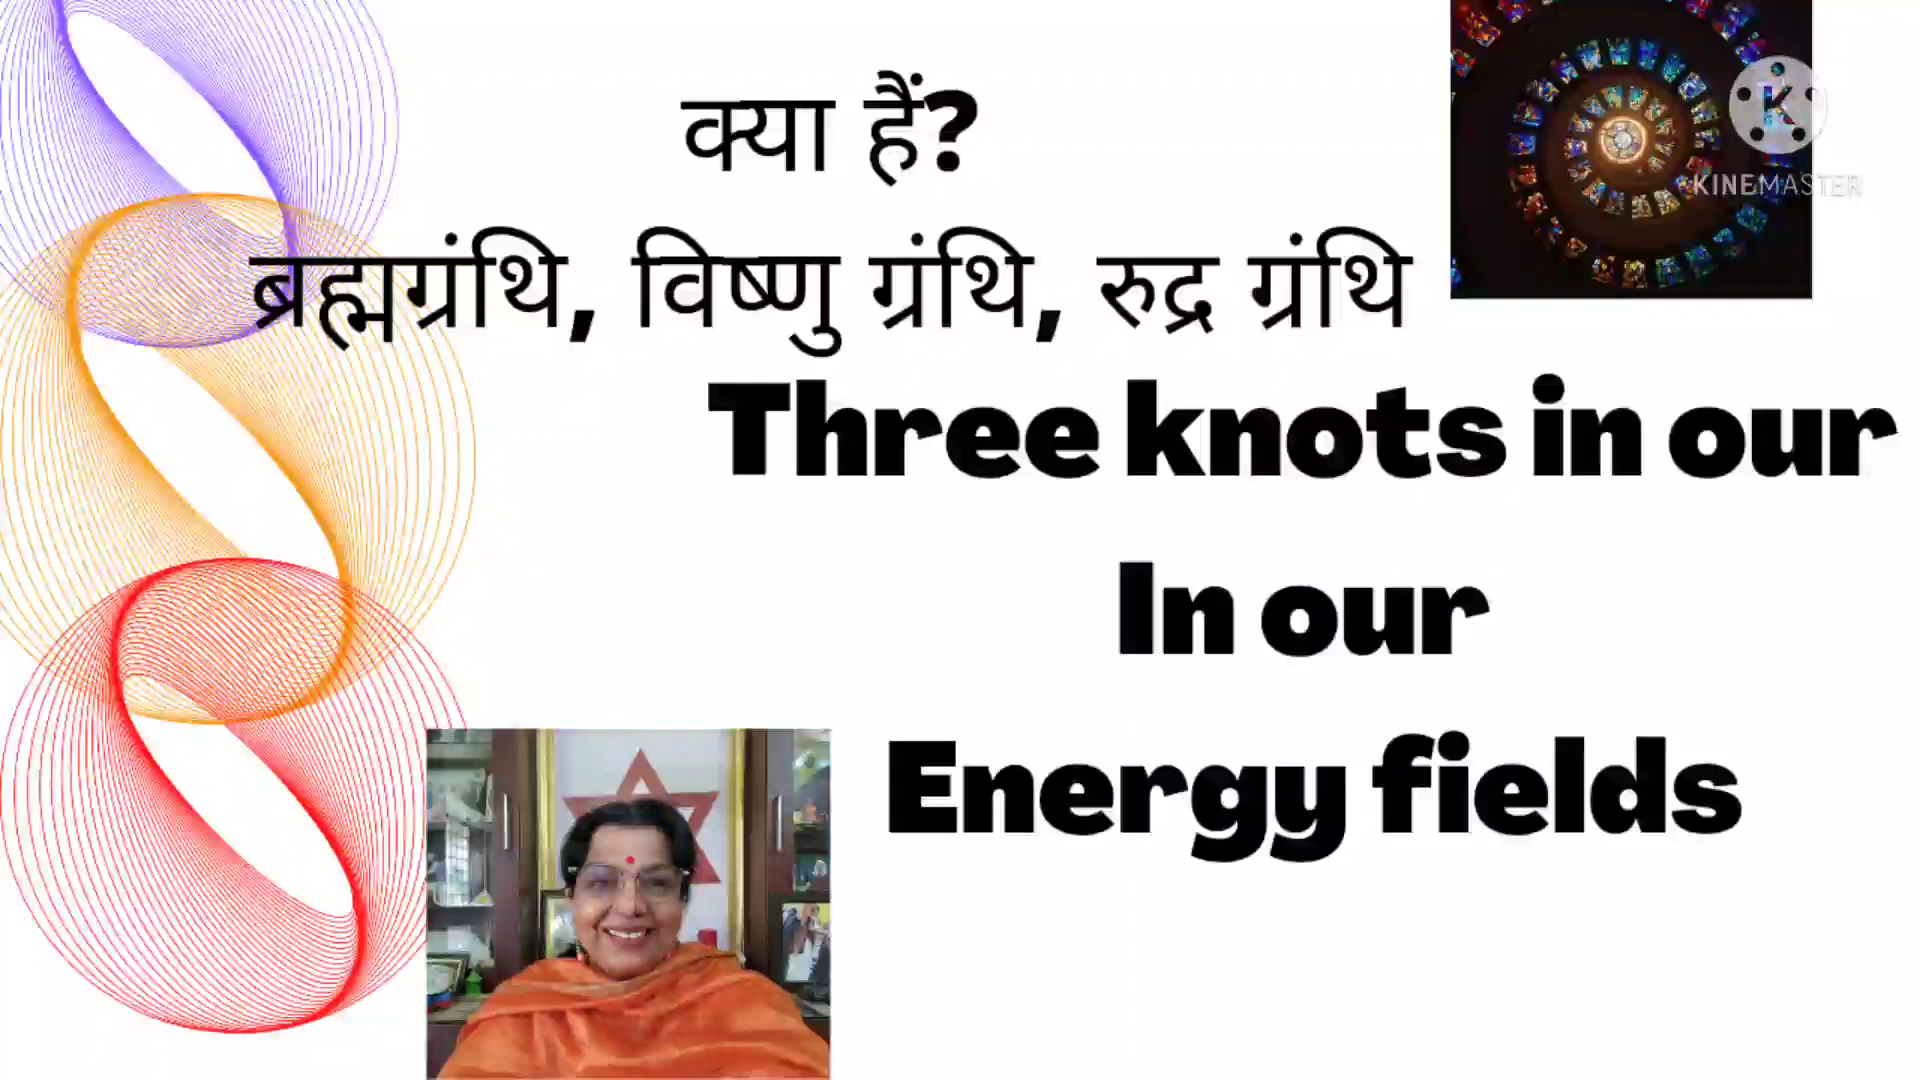 क्या हैं?
ब्रह्मग्रंथि, विष्णु ग्रंथि, रुद्र ग्रंथि
Three knots in our
In our
Energy fields
K
KINEMASTER